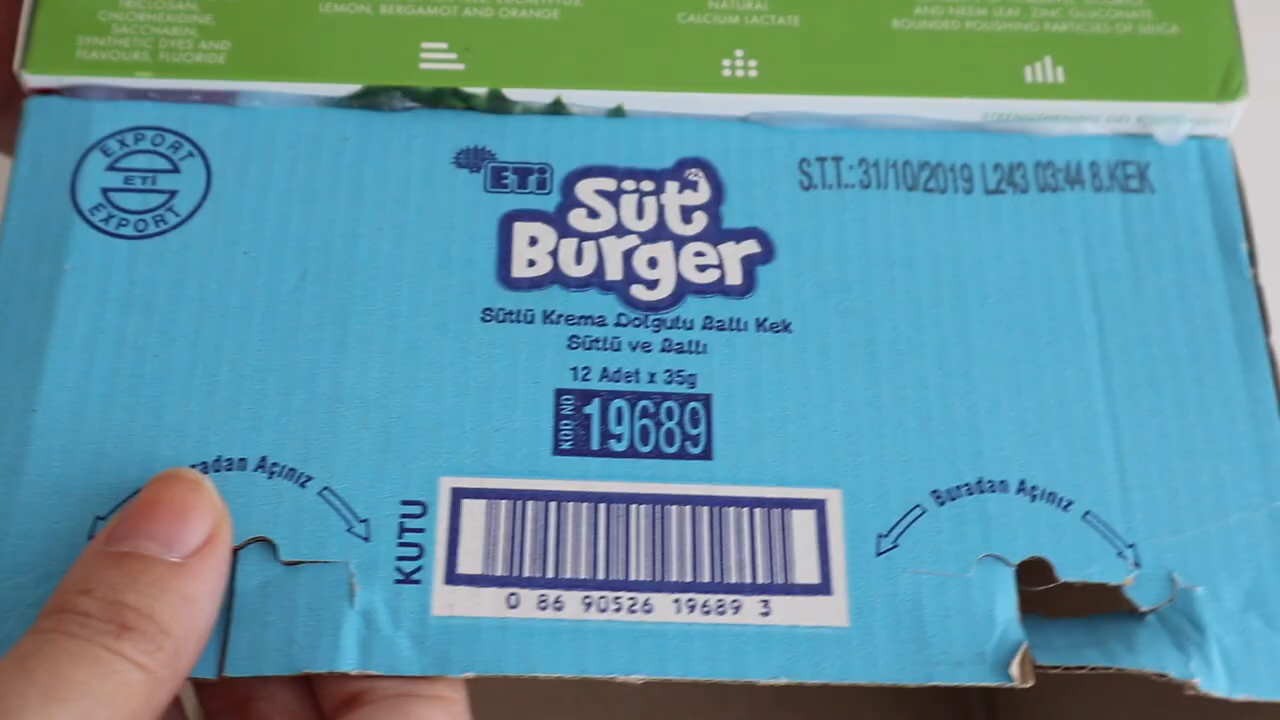 TRICLOSAN,
CHLORHEXIDINE,
SACCHARIN,
SYNTHETIC DYES AND
FLAVOURS, FLUORIDE
LEMON, BERGAMOT AND ORANGE
NATURAL
CALCIUM LACTATE
AND NEEM LEAF, ZINC GLUCONATE,
ROUNDED POLISHING PARTICLES OF SILICA
EXPORT
ETİ
EXPORT
ETİ
Süt
Burger
S.T.T.:31/10/2019 L243 03:44 8.KEK
Sütlü Krema Dolgulu Ballı Kek
Sütlü ve Ballı
12 Adet x 35g
KOD NO 19689
Açınız
Buradan Açınız
KUTU
0 86 90526 19689 3